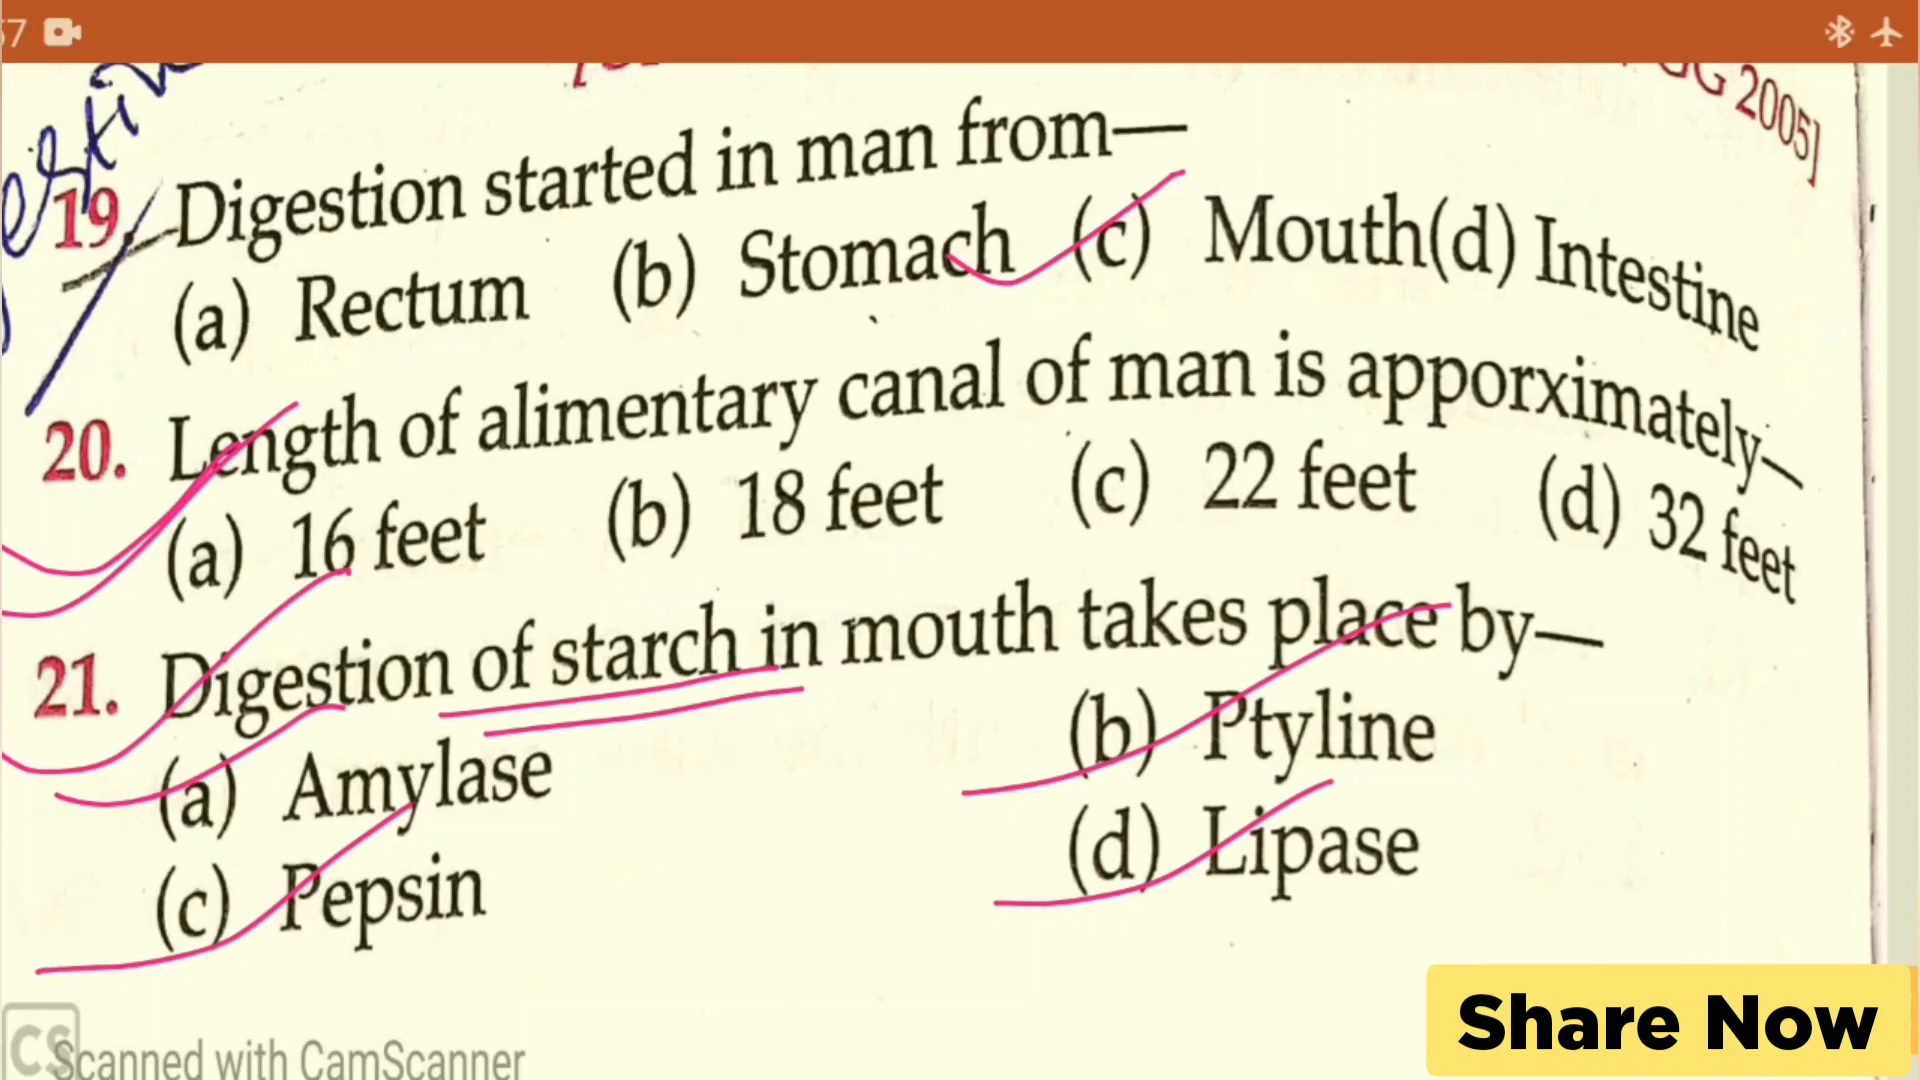 57
2005]
19. Digestion started in man from—
(a) Rectum (b) Stomach (c) Mouth (d) Intestine
20. Length of alimentary canal of man is apporximately—
(a) 16 feet (b) 18 feet (c) 22 feet (d) 32 feet
21. Digestion of starch in mouth takes place by—
(a) Amylase (b) Ptyline
(c) Pepsin (d) Lipase
CS Scanned with CamScanner
Share Now